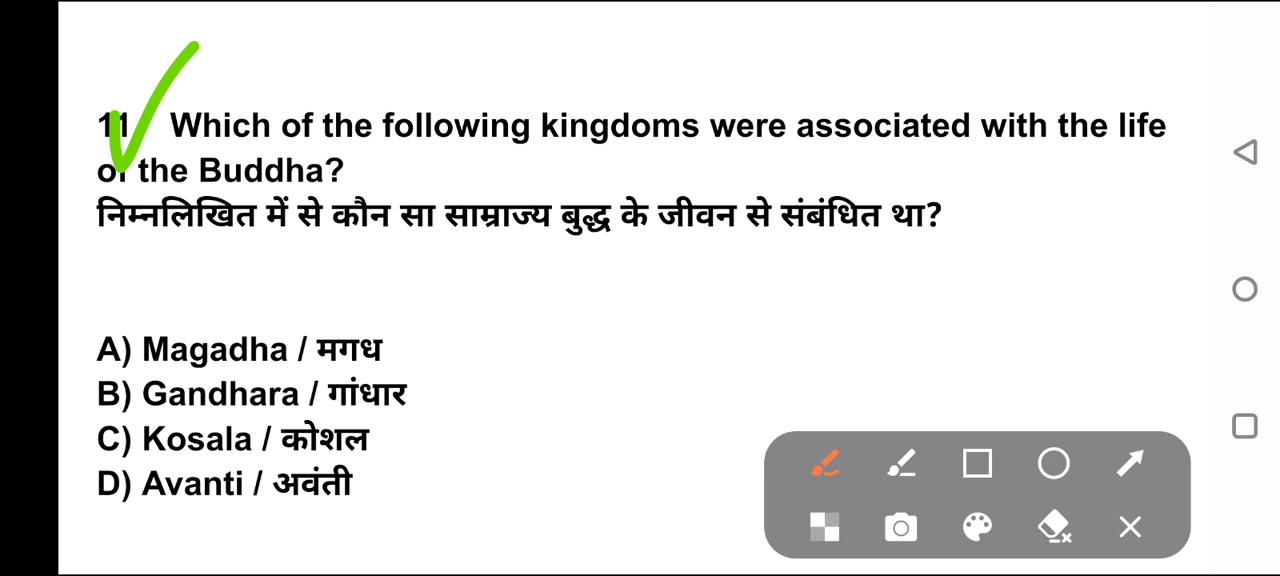 11 Which of the following kingdoms were associated with the life
of the Buddha?
निम्नलिखित में से कौन सा साम्राज्य बुद्ध के जीवन से संबंधित था?
A) Magadha / मगध
B) Gandhara / गांधार
C) Kosala / कोशल
D) Avanti / अवंती